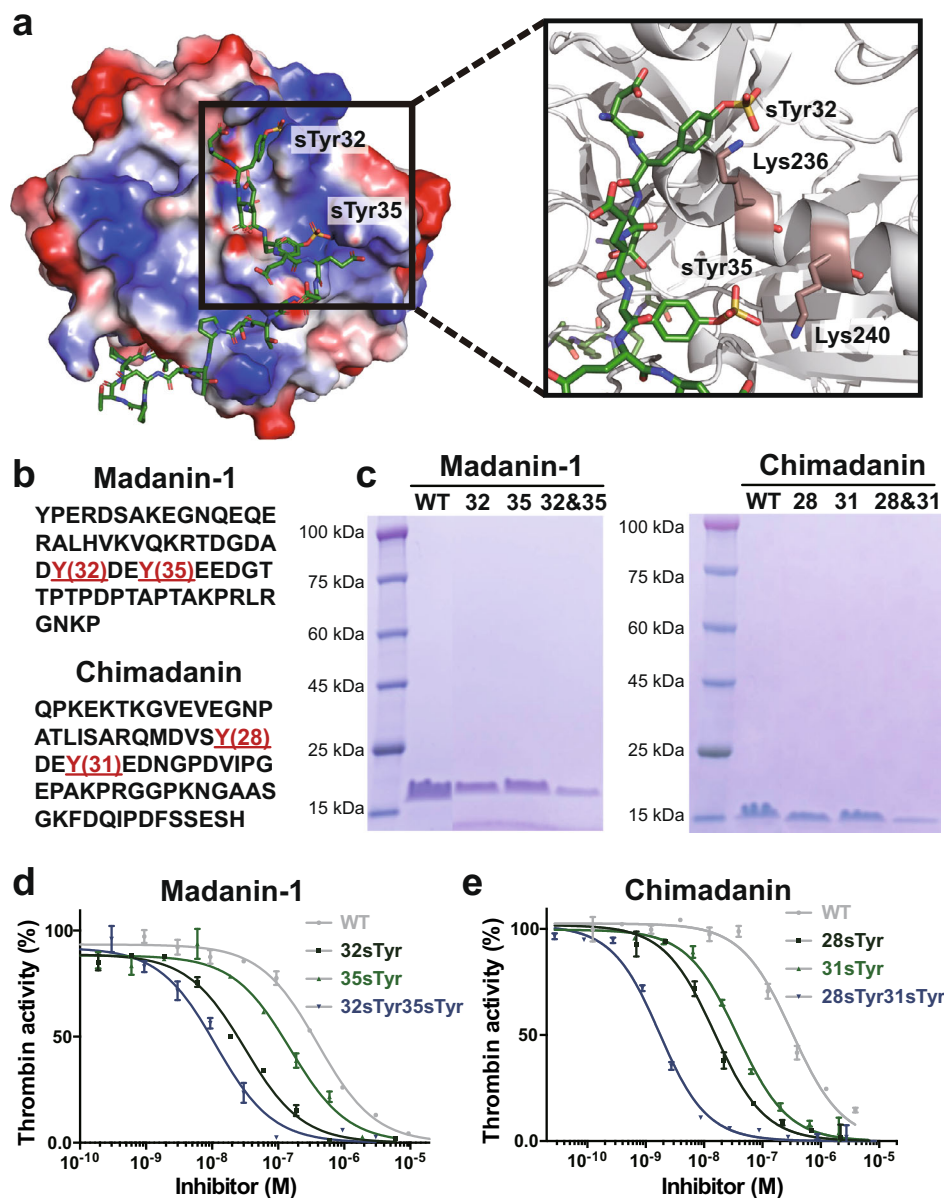 a
sTyr32
sTyr35
sTyr32
Lys236
sTyr35
Lys240
b
Madanin-1
YPERDSAKEGNQEQE
RALHVKVQKRTDGDA
DY(32)DEY(35)EEDGT
TPTPDPTAPTAKPRLR
GNKP
Chimadanin
QPKEKTKGVEVEGNP
ATLISARQMDVSY(28)
DEY(31)EDNGPDVIPG
EPAKPRGGPKNGAAS
GKFDQIPDFSSESH
c
Madanin-1
WT 32 35 32&35
100 kDa
75 kDa
60 kDa
45 kDa
25 kDa
15 kDa
Chimadanin
WT 28 31 28&31
100 kDa
75 kDa
60 kDa
45 kDa
25 kDa
15 kDa
d
Madanin-1
WT
32sTyr
35sTyr
32sTyr35sTyr
Thrombin activity (%)
100
50
0.0
10-10 10-9 10-8 10-7 10-6 10-5
Inhibitor (M)
e
Chimadanin
WT
28sTyr
31sTyr
28sTyr31sTyr
Thrombin activity (%)
100
50
0.0
10-10 10-9 10-8 10-7 10-6 10-5
Inhibitor (M)